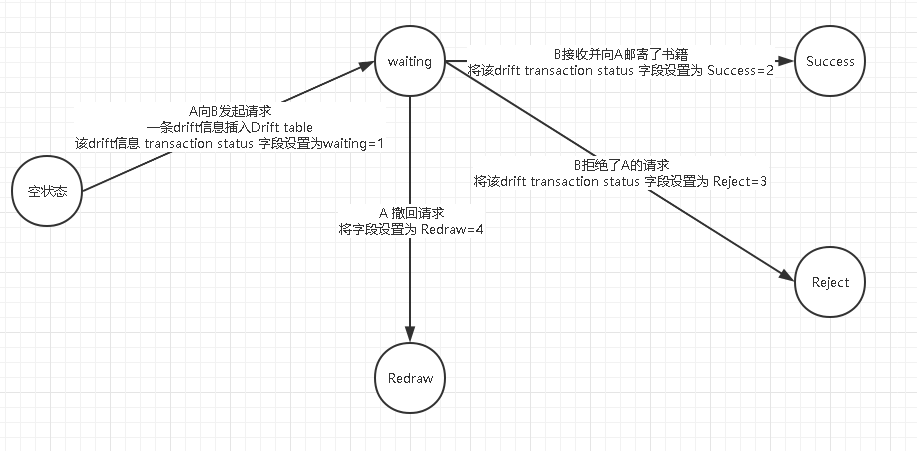 waiting
B接收并向A邮寄了书籍
将该drift transaction status 字段设置为 Success=2
Success
A向B发起请求
一条drift信息插入Drift table
该drift信息 transaction status 字段设置为waiting=1
B拒绝了A的请求
将该drift transaction status 字段设置为 Reject=3
空状态
A 撤回请求
将字段设置为 Redraw=4
Reject
Redraw